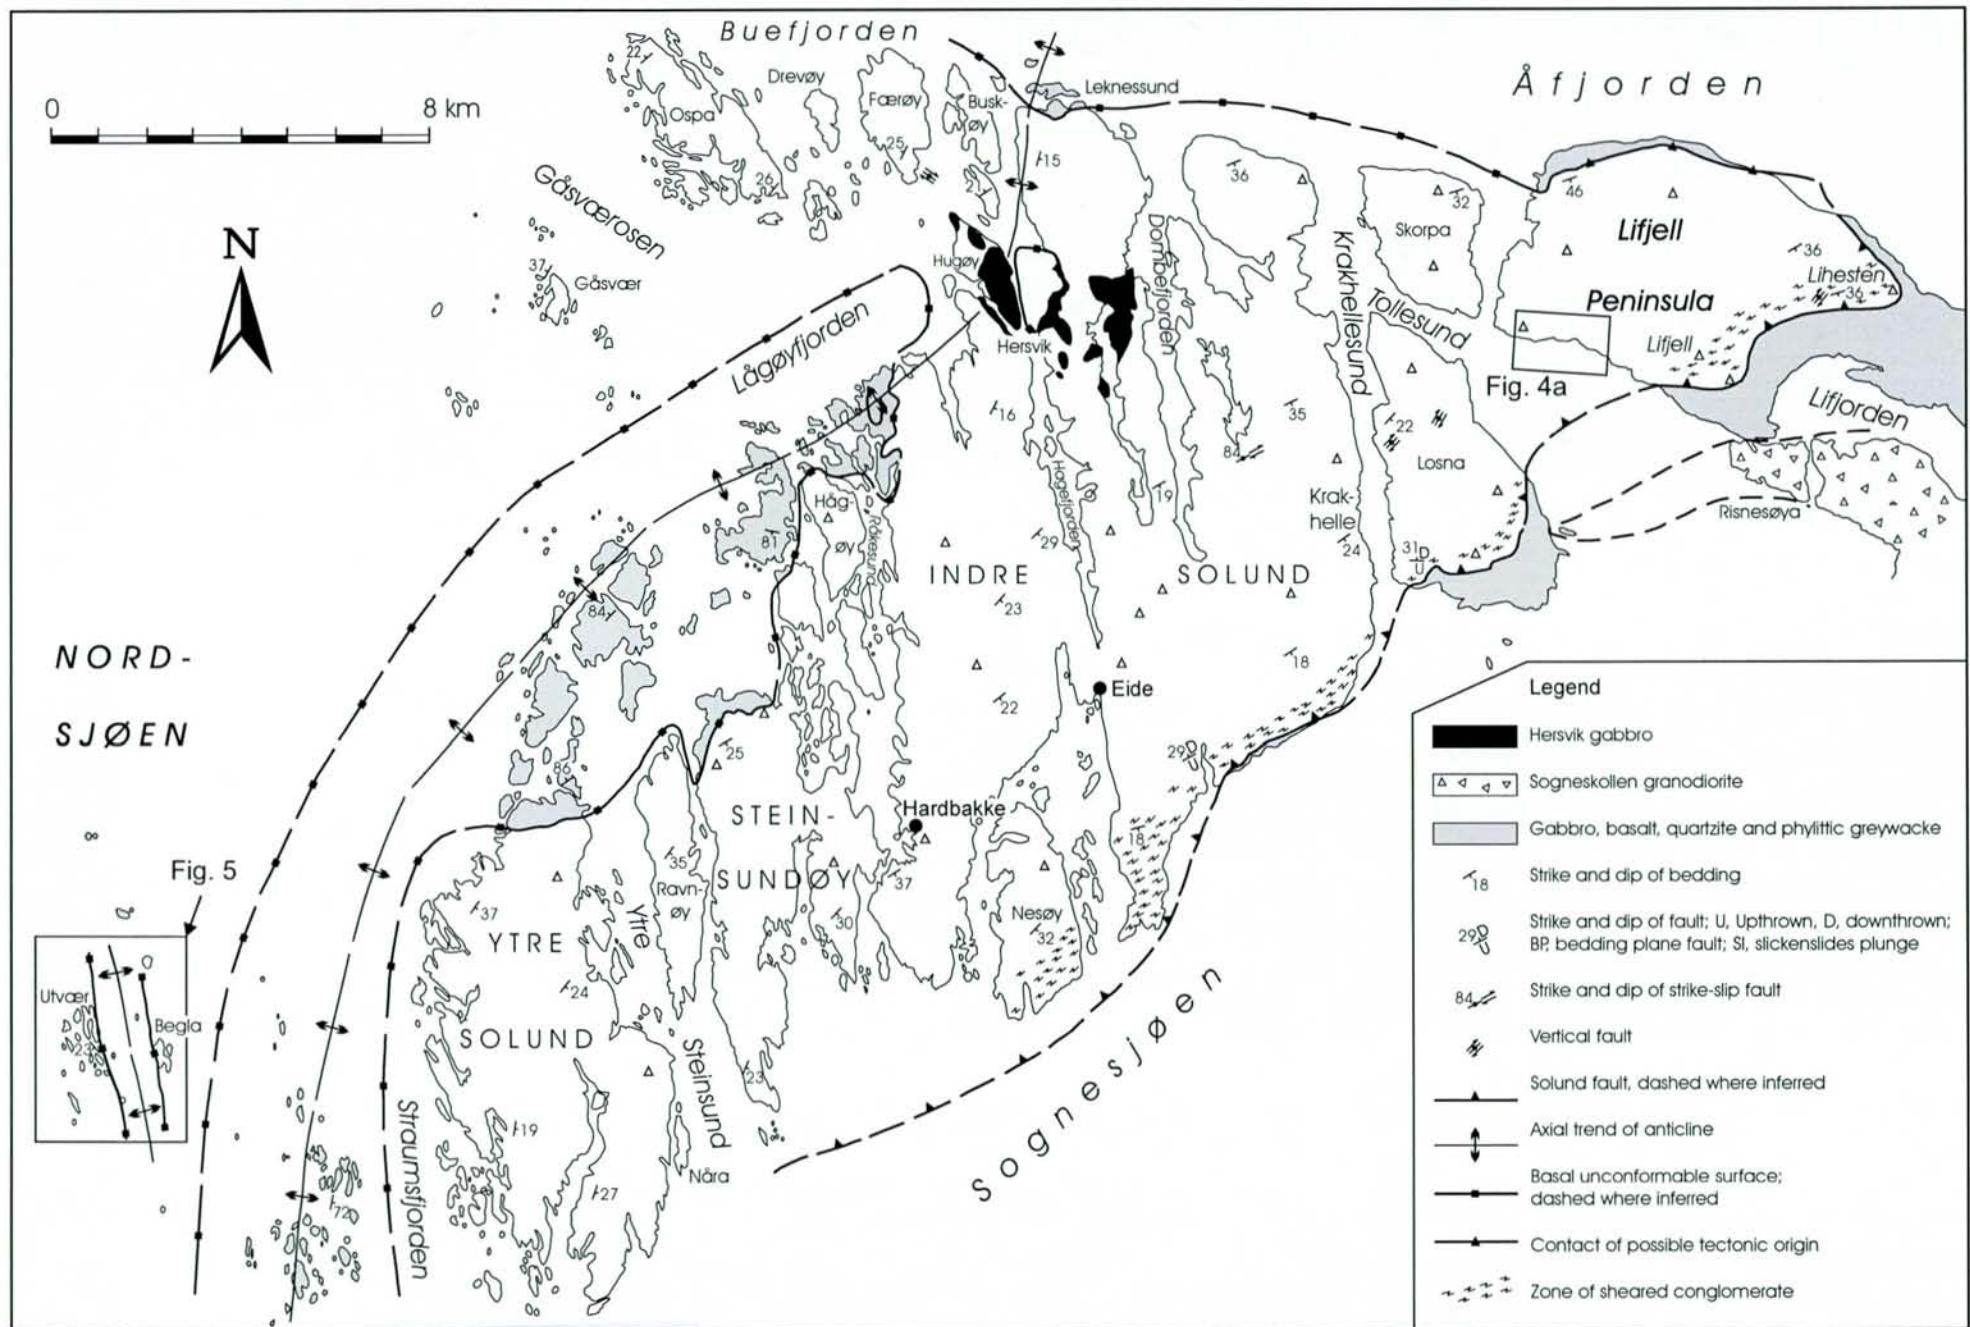 Buefjorden
Åfjorden
0
8 km
N
22
Ospa
Drevøy
Færøy
Busk-
øy
Leknessund
25
26
21
15
36
32
Skorpa
46
Lifjell
Peninsula
36
Lihesten
36
Lifjell
Gåsværosen
37
Gåsvær
Hugøy
Hersvik
Dombefjorden
Krakhellesund
Tollesund
Fig. 4a
Lågøyfjorden
Lifjorden
16
35
22
84
Losna
Høgefjorden
19
Krak-
helle
24
31
D
U
Risnesøya
Håg-
øy
Råkesund
81
29
INDRE
SOLUND
23
84
18
22
Eide
NORD-
SJØEN
86
25
29
D
U
STEIN-
SUNDØY
Hardbakke
18
Fig. 5
35
Ravn-
øy
37
30
Nesøy
32
37
YTRE
SOLUND
Ytre
Steinsund
24
Utvær
23
Begla
23
Sognesjøen
Straumsfjorden
19
27
Nåra
72
Legend
Hersvik gabbro
Sogneskollen granodiorite
Gabbro, basalt, quartzite and phylittic greywacke
18 Strike and dip of bedding
29 D U Strike and dip of fault; U, Upthrown, D, downthrown;
BP, bedding plane fault; Sl, slickenslides plunge
84 Strike and dip of strike-slip fault
Vertical fault
Solund fault, dashed where inferred
Axial trend of anticline
Basal unconformable surface;
dashed where inferred
Contact of possible tectonic origin
Zone of sheared conglomerate